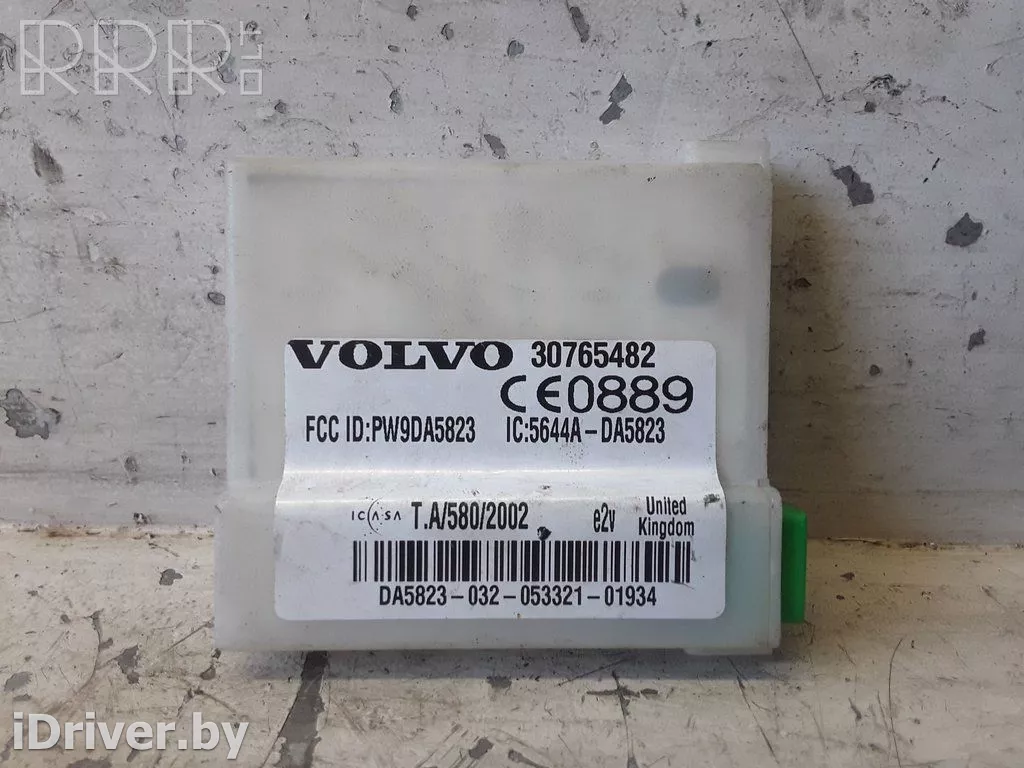 RRR.LT
VOLVO 30765482
CE0889
FCC ID:PW9DA5823 IC:5644A-DA5823
ICASA T.A/580/2002 e2v United Kingdom
DA5823-032-053321-01934
iDriver.by